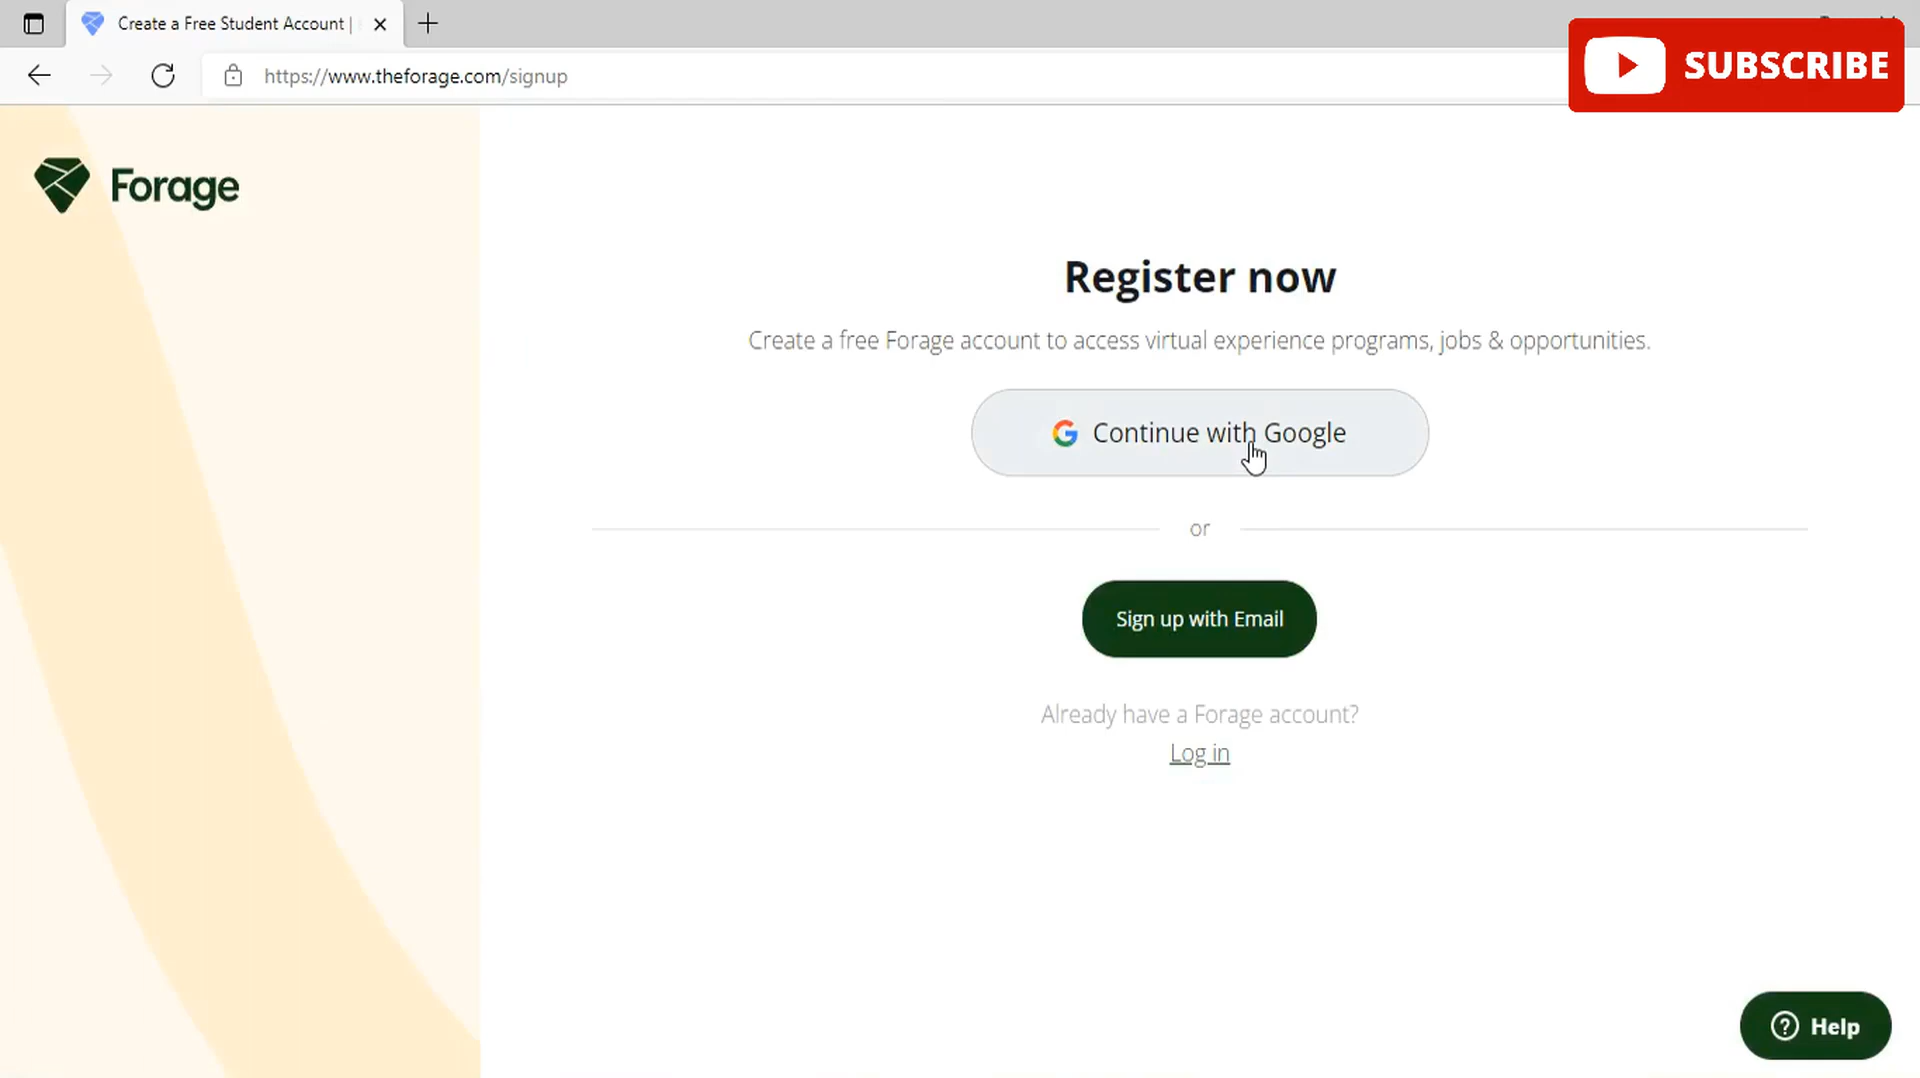 Create a Free Student Account |
https://www.theforage.com/signup
SUBSCRIBE
Forage
Register now
Create a free Forage account to access virtual experience programs, jobs & opportunities.
Continue with Google
or
Sign up with Email
Already have a Forage account?
Log in
Help